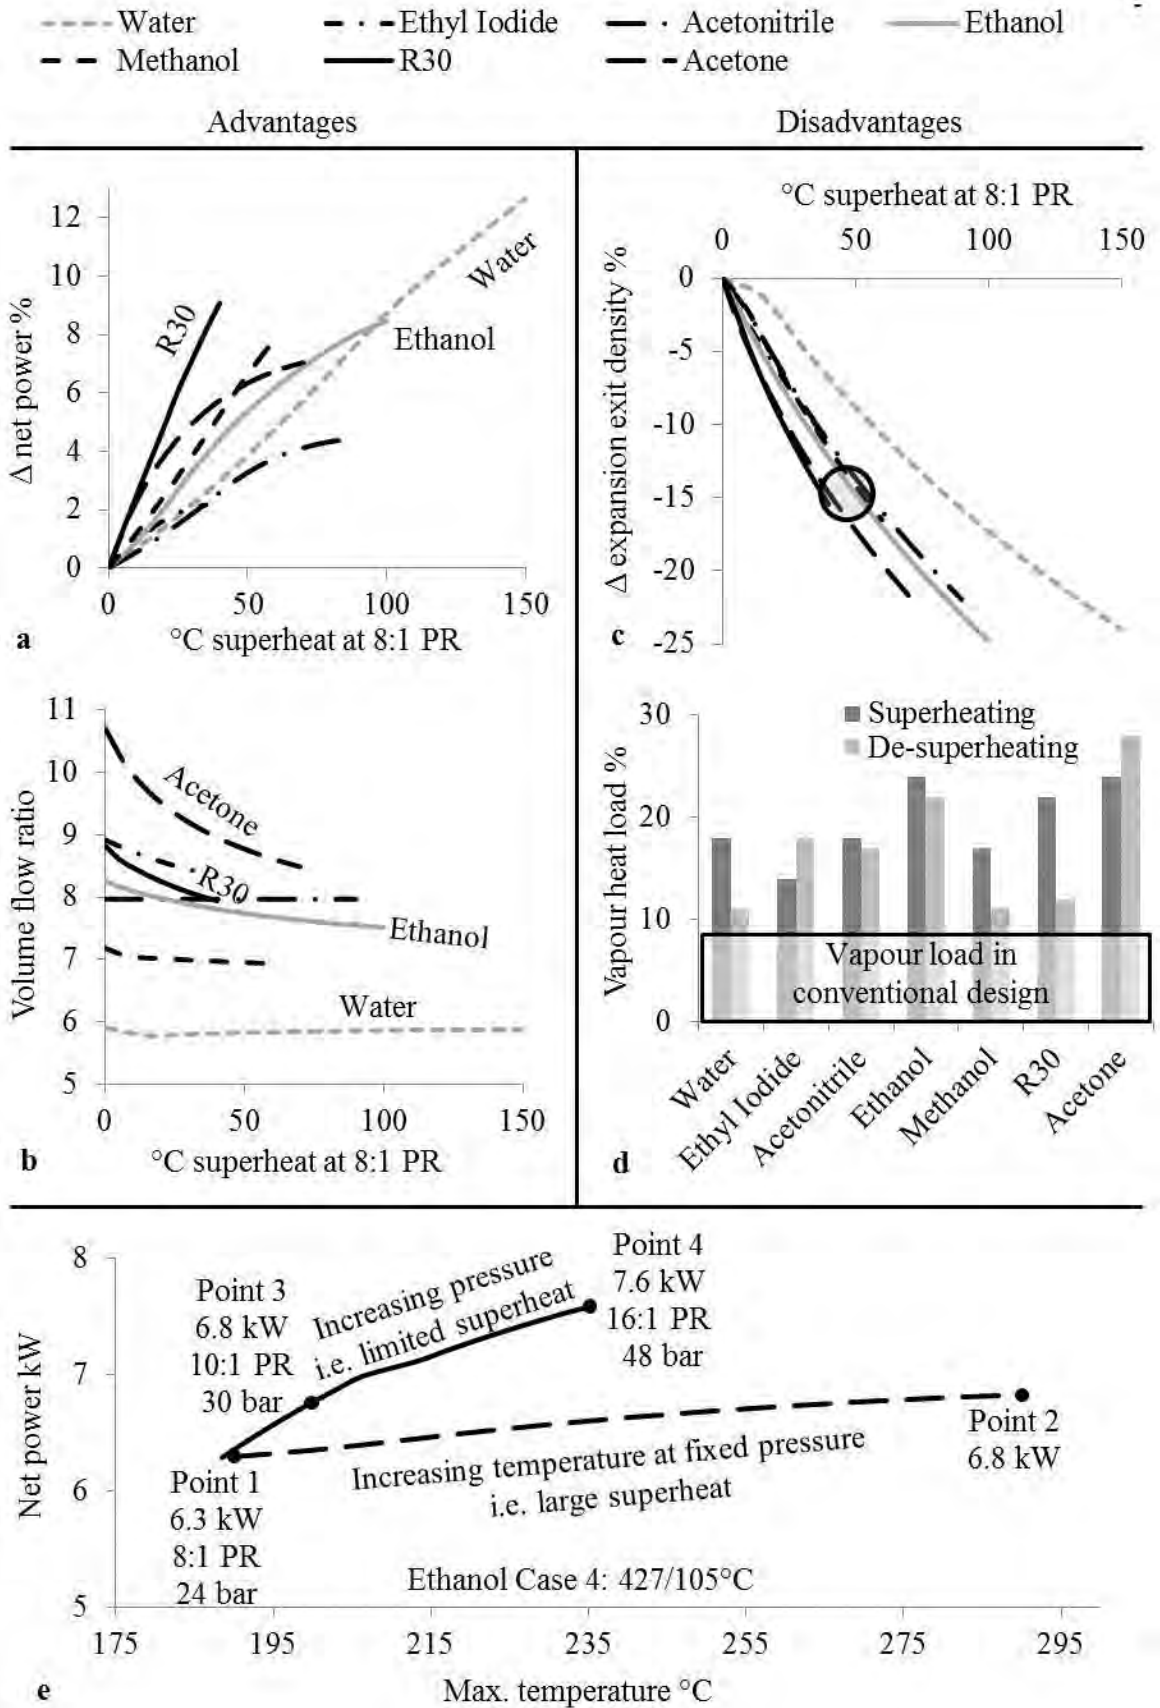 Water Ethyl Iodide Acetonitrile Ethanol
Methanol R30 Acetone
Advantages Disadvantages
12
10
8
6
4
2
0
Δ net power %
R30
Water
Ethanol
0 50 100 150
°C superheat at 8:1 PR
a
°C superheat at 8:1 PR
0 50 100 150
0
-5
-10
-15
-20
-25
Δ expansion exit density %
c
11
10
9
8
7
6
5
Volume flow ratio
Acetone
R30
Ethanol
Water
0 50 100 150
°C superheat at 8:1 PR
b
30
20
10
0
Vapour heat load %
Superheating
De-superheating
Vapour load in
conventional design
Water
Ethyl Iodide
Acetonitrile
Ethanol
Methanol
R30
Acetone
d
8
7
6
5
Net power kW
Point 3
6.8 kW
10:1 PR
30 bar
Increasing pressure
i.e. limited superheat
Point 4
7.6 kW
16:1 PR
48 bar
Point 1
6.3 kW
8:1 PR
24 bar
Increasing temperature at fixed pressure
i.e. large superheat
Point 2
6.8 kW
Ethanol Case 4: 427/105°C
175 195 215 235 255 275 295
Max. temperature °C
e